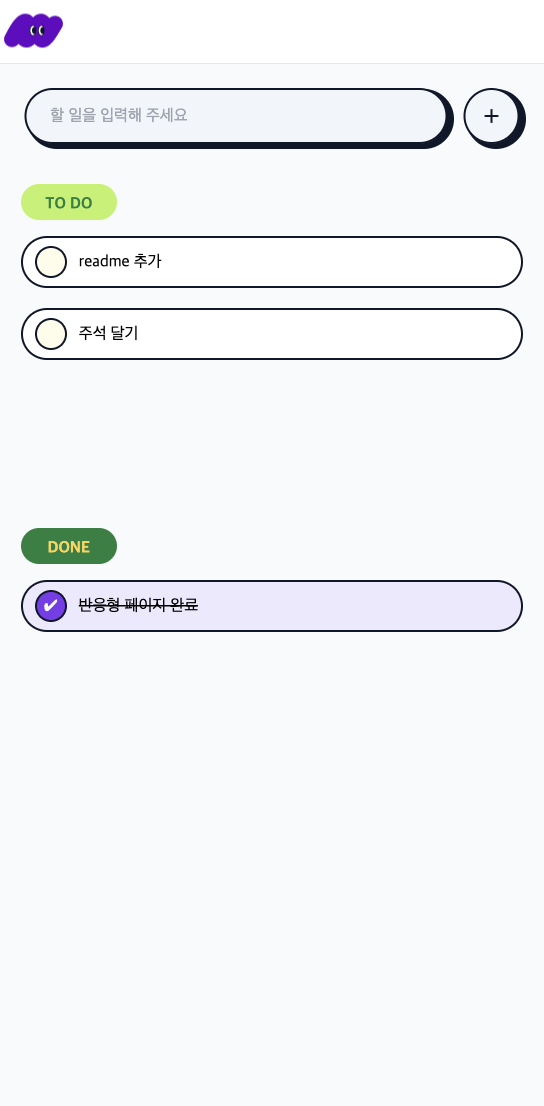 할 일을 입력해 주세요
+
TO DO
readme 추가
주석 달기
DONE
반응형 페이지 완료